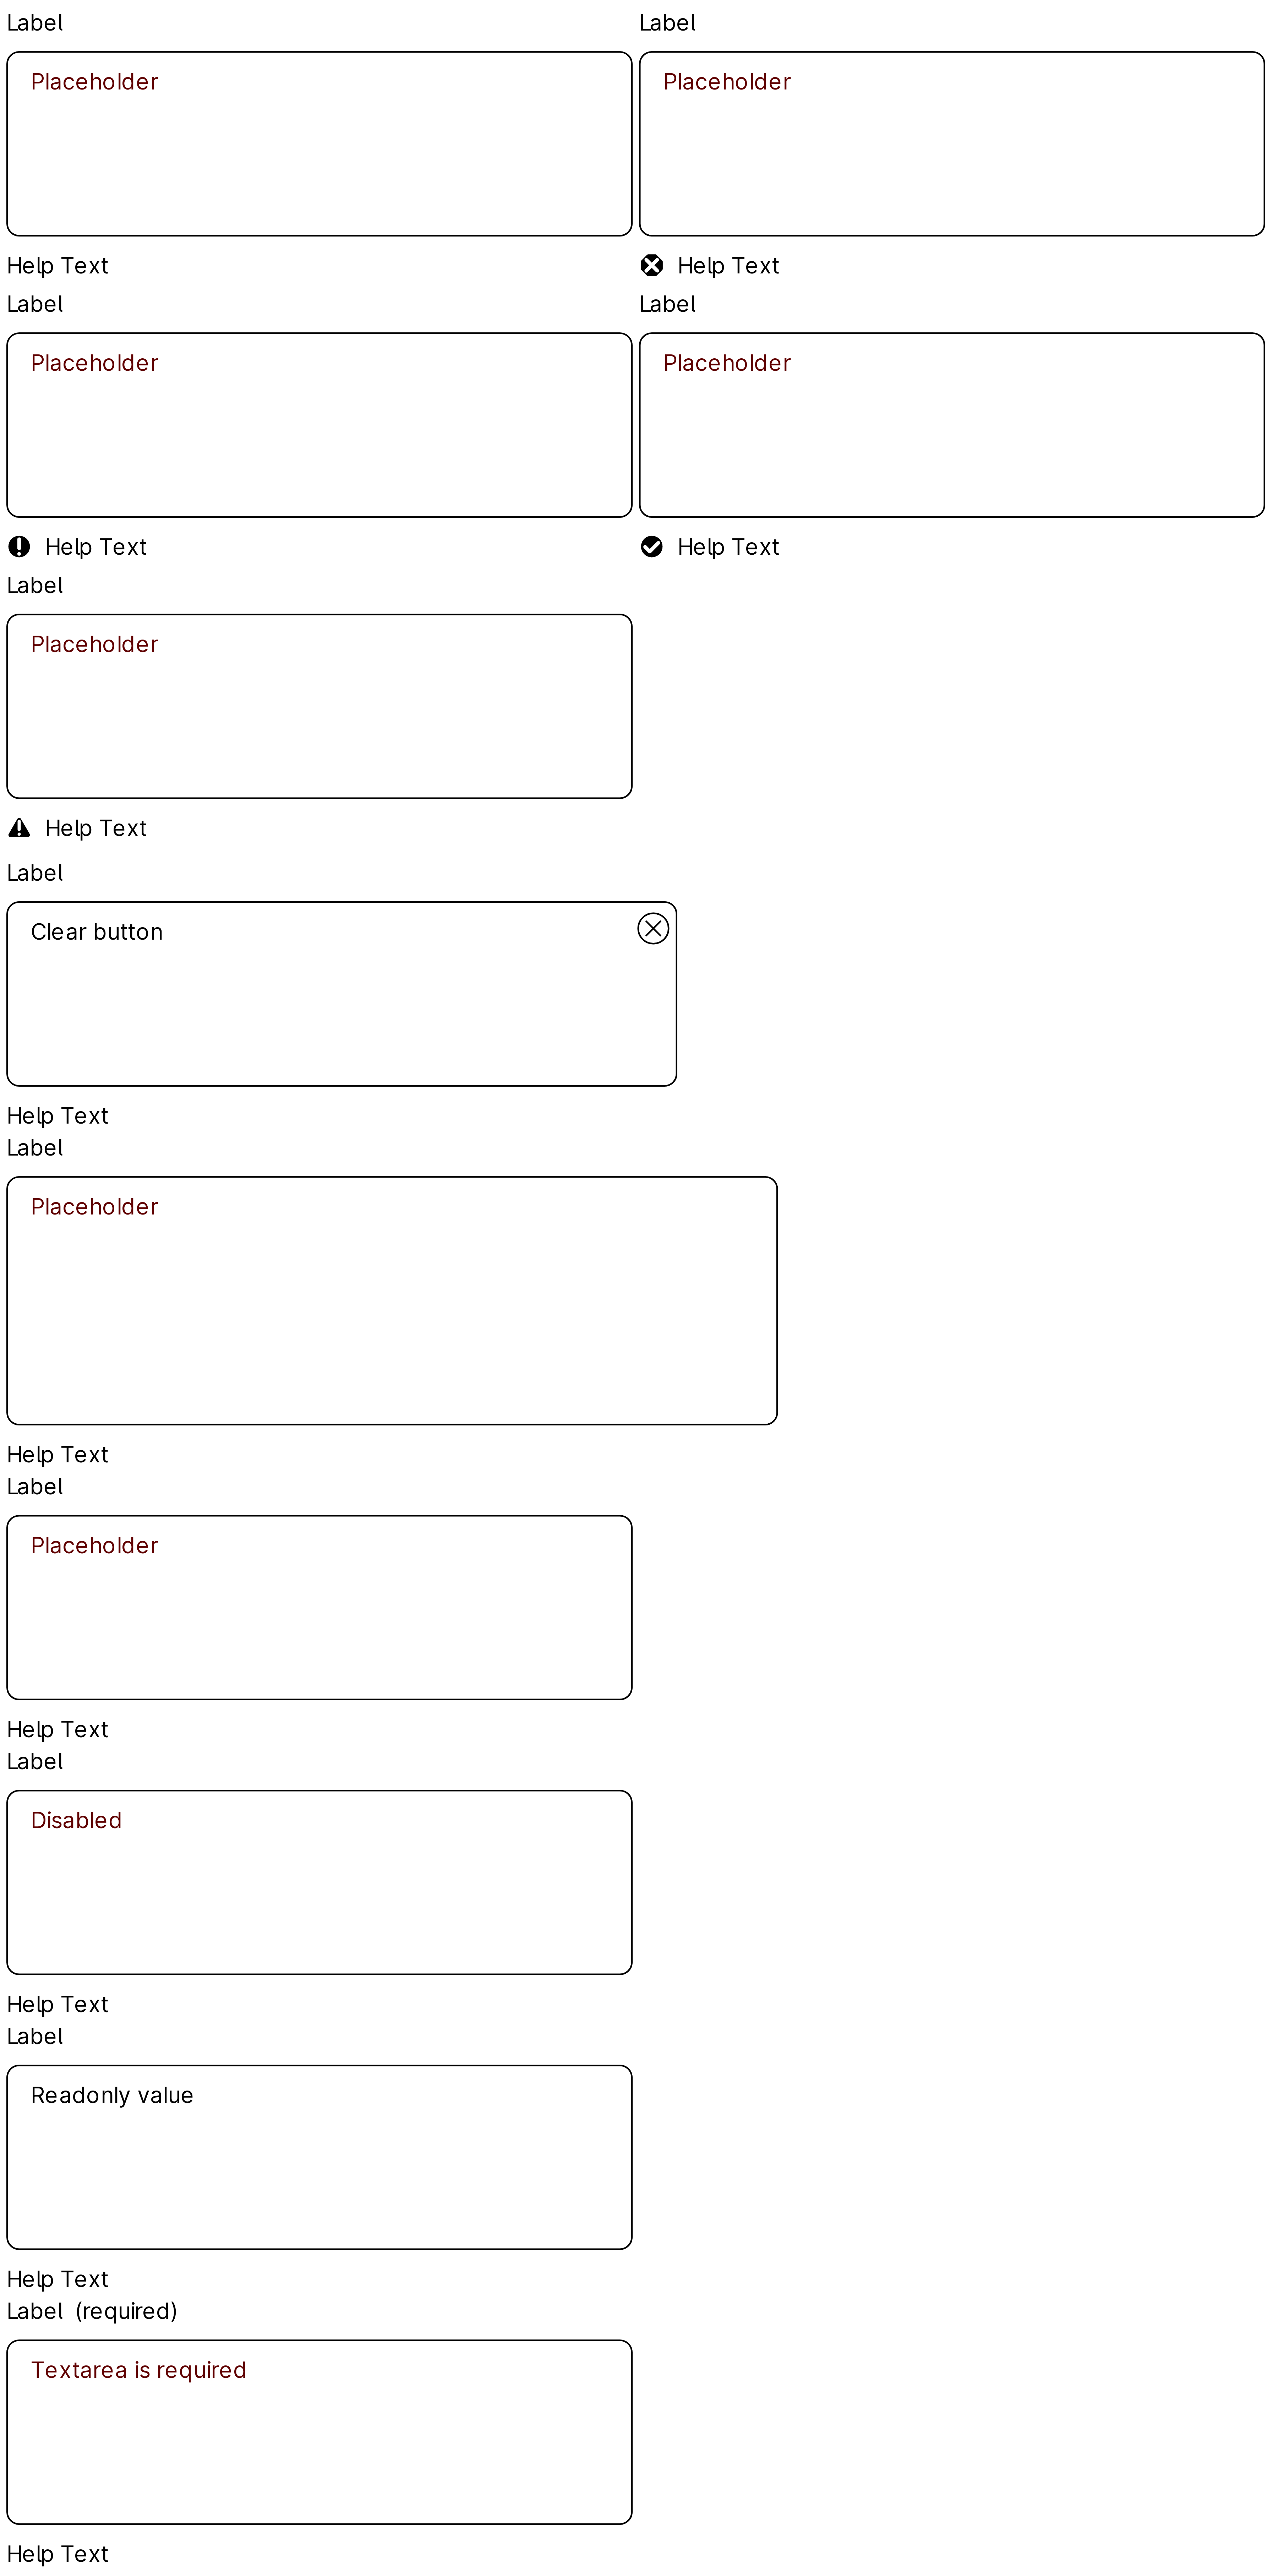 Label
Label
Placeholder
Placeholder
Help Text
Help Text
Label
Label
Placeholder
Placeholder
Help Text
Help Text
Label
Placeholder
Help Text
Label
Clear button
Help Text
Label
Placeholder
Help Text
Label
Placeholder
Help Text
Label
Disabled
Help Text
Label
Readonly value
Help Text
Label (required)
Textarea is required
Help Text